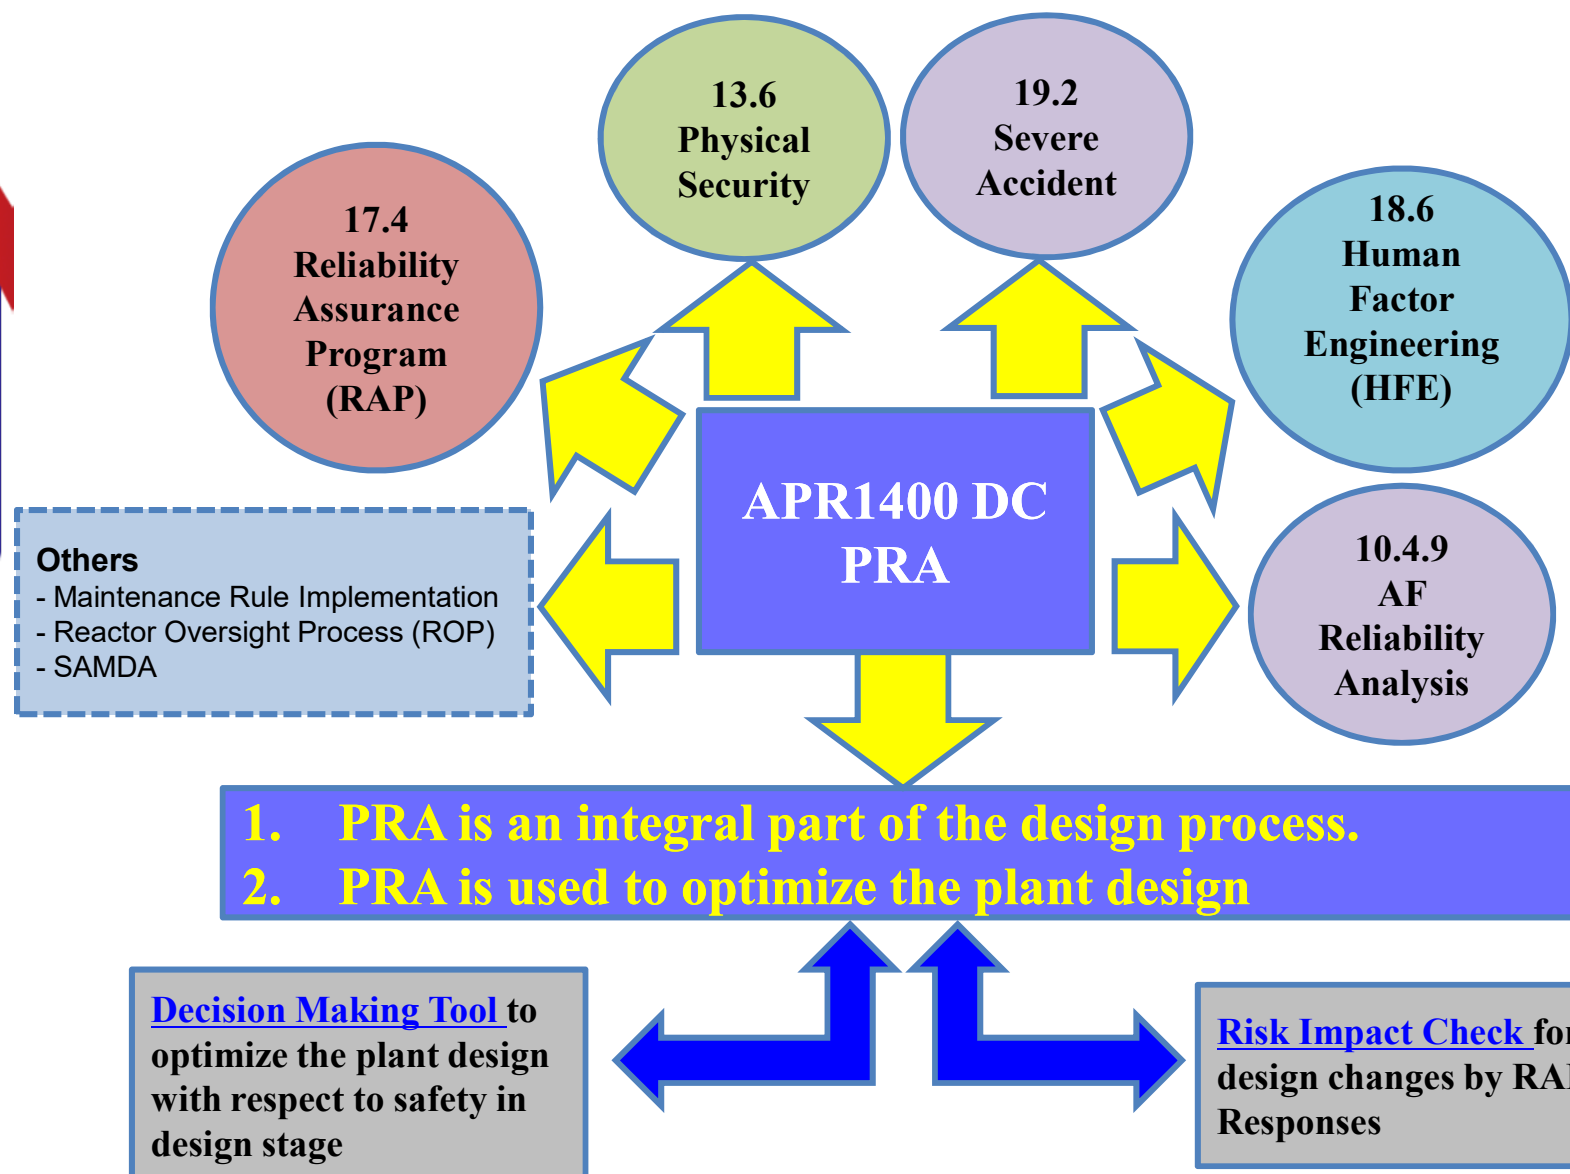 13.6
Physical
Security
19.2
Severe
Accident
17.4
Reliability
Assurance
Program
(RAP)
18.6
Human
Factor
Engineering
(HFE)
APR1400 DC
PRA
Others
- Maintenance Rule Implementation
- Reactor Oversight Process (ROP)
- SAMDA
10.4.9
AF
Reliability
Analysis
1. PRA is an integral part of the design process.
2. PRA is used to optimize the plant design
Decision Making Tool to
optimize the plant design
with respect to safety in
design stage
Risk Impact Check for
design changes by RAI
Responses